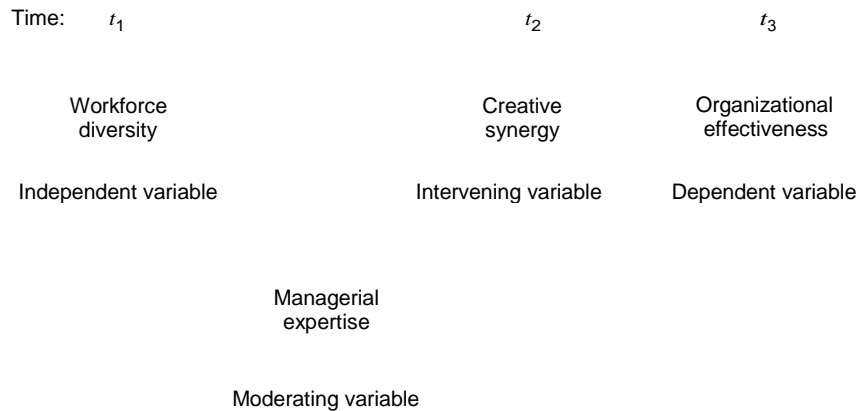 Time: t1 t2 t3
Workforce diversity
Creative synergy
Organizational effectiveness
Independent variable
Intervening variable
Dependent variable
Managerial
expertise
Moderating variable